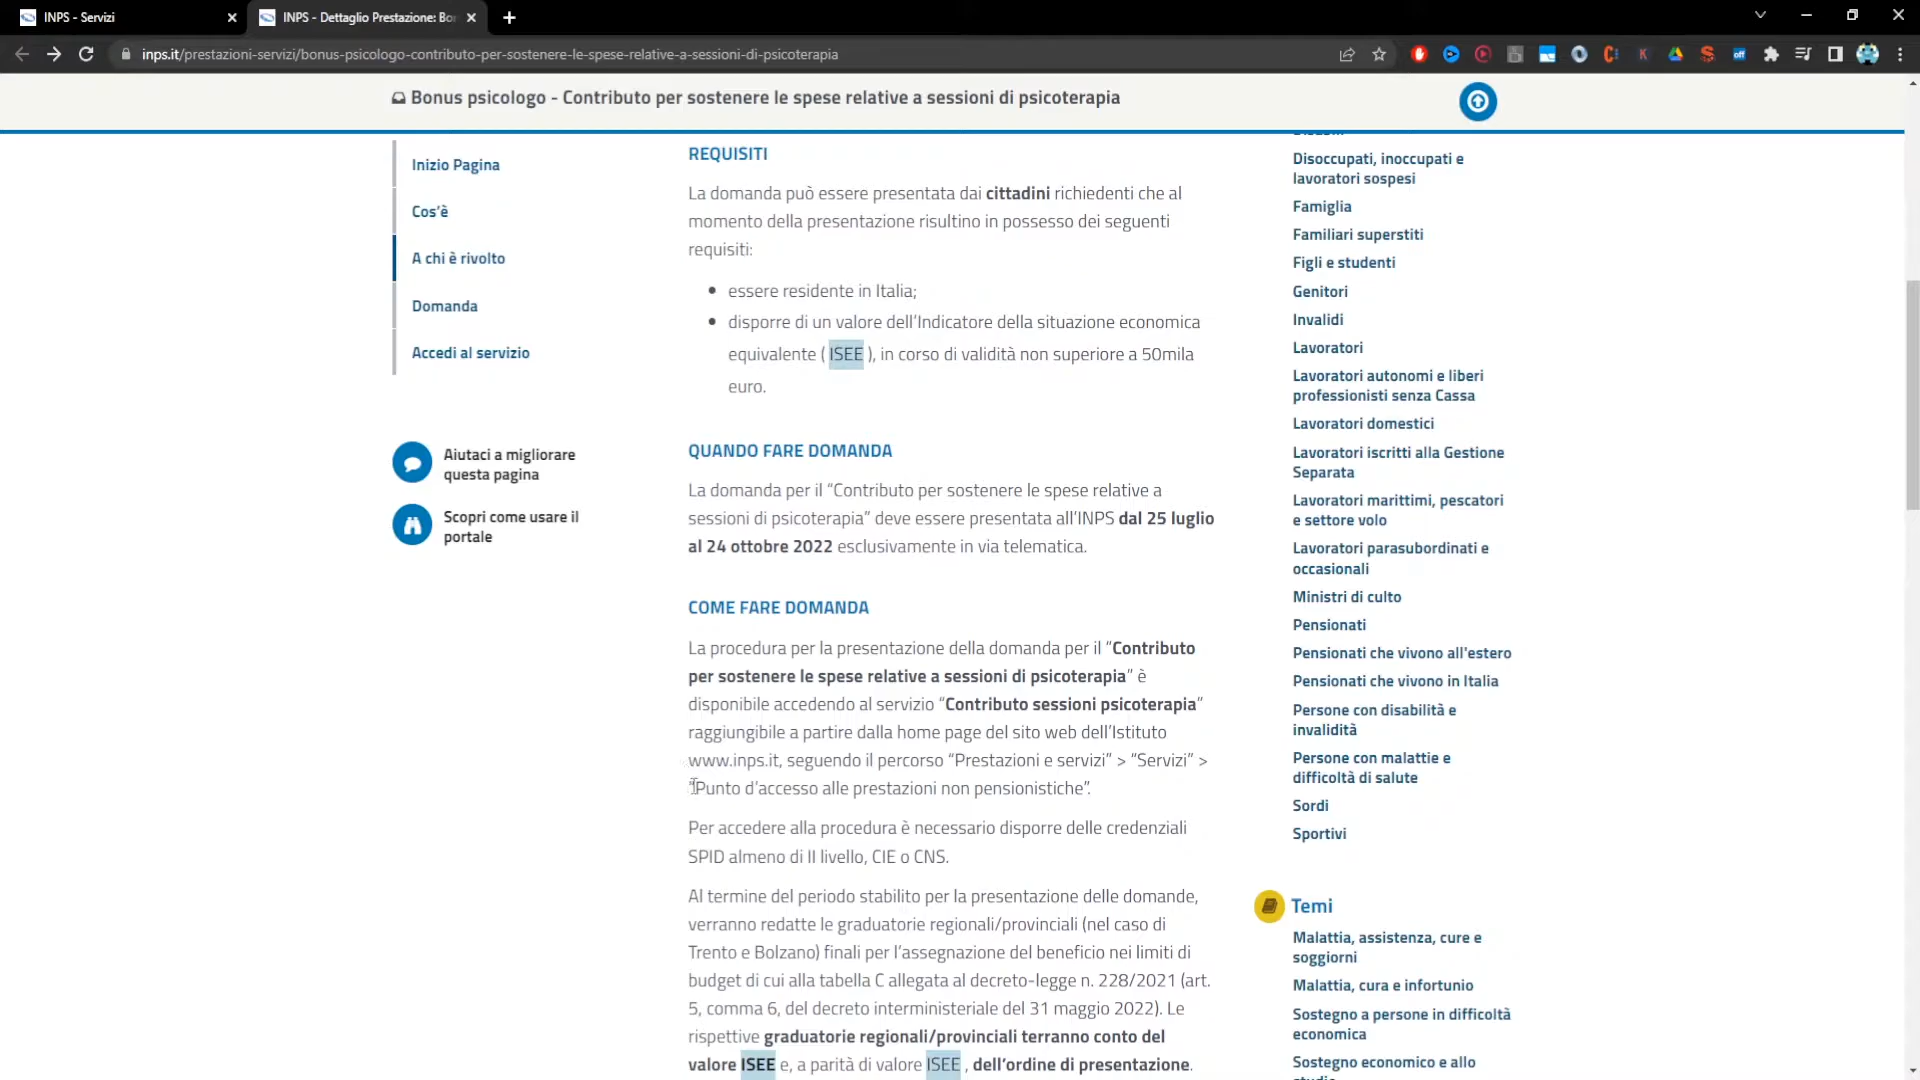 INPS - Servizi
INPS - Dettaglio Prestazione: Bo
inps.it/prestazioni-servizi/bonus-psicologo-contributo-per-sostenere-le-spese-relative-a-sessioni-di-psicoterapia
Bonus psicologo - Contributo per sostenere le spese relative a sessioni di psicoterapia
Inizio Pagina
Cos'è
A chi è rivolto
Domanda
Accedi al servizio
Aiutaci a migliorare
questa pagina
Scopri come usare il
portale
REQUISITI
La domanda può essere presentata dai cittadini richiedenti che al
momento della presentazione risultino in possesso dei seguenti
requisiti:
• essere residente in Italia;
• disporre di un valore dell'Indicatore della situazione economica
equivalente ( ISEE ), in corso di validità non superiore a 50mila
euro.
QUANDO FARE DOMANDA
La domanda per il “Contributo per sostenere le spese relative a
sessioni di psicoterapia” deve essere presentata all'INPS dal 25 luglio
al 24 ottobre 2022 esclusivamente in via telematica.
COME FARE DOMANDA
La procedura per la presentazione della domanda per il “Contributo
per sostenere le spese relative a sessioni di psicoterapia” è
disponibile accedendo al servizio “Contributo sessioni psicoterapia”
raggiungibile a partire dalla home page del sito web dell'Istituto
www.inps.it, seguendo il percorso “Prestazioni e servizi” > “Servizi” >
“Punto d'accesso alle prestazioni non pensionistiche”.
Per accedere alla procedura è necessario disporre delle credenziali
SPID almeno di II livello, CIE o CNS.
Al termine del periodo stabilito per la presentazione delle domande,
verranno redatte le graduatorie regionali/provinciali (nel caso di
Trento e Bolzano) finali per l'assegnazione del beneficio nei limiti di
budget di cui alla tabella C allegata al decreto-legge n. 228/2021 (art.
5, comma 6, del decreto interministeriale del 31 maggio 2022). Le
rispettive graduatorie regionali/provinciali terranno conto del
valore ISEE e, a parità di valore ISEE , dell'ordine di presentazione.
Disoccupati, inoccupati e
lavoratori sospesi
Famiglia
Familiari superstiti
Figli e studenti
Genitori
Invalidi
Lavoratori
Lavoratori autonomi e liberi
professionisti senza Cassa
Lavoratori domestici
Lavoratori iscritti alla Gestione
Separata
Lavoratori marittimi, pescatori
e settore volo
Lavoratori parasubordinati e
occasionali
Ministri di culto
Pensionati
Pensionati che vivono all'estero
Pensionati che vivono in Italia
Persone con disabilità e
invalidità
Persone con malattie e
difficoltà di salute
Sordi
Sportivi
Temi
Malattia, assistenza, cure e
soggiorni
Malattia, cura e infortunio
Sostegno a persone in difficoltà
economica
Sostegno economico e allo